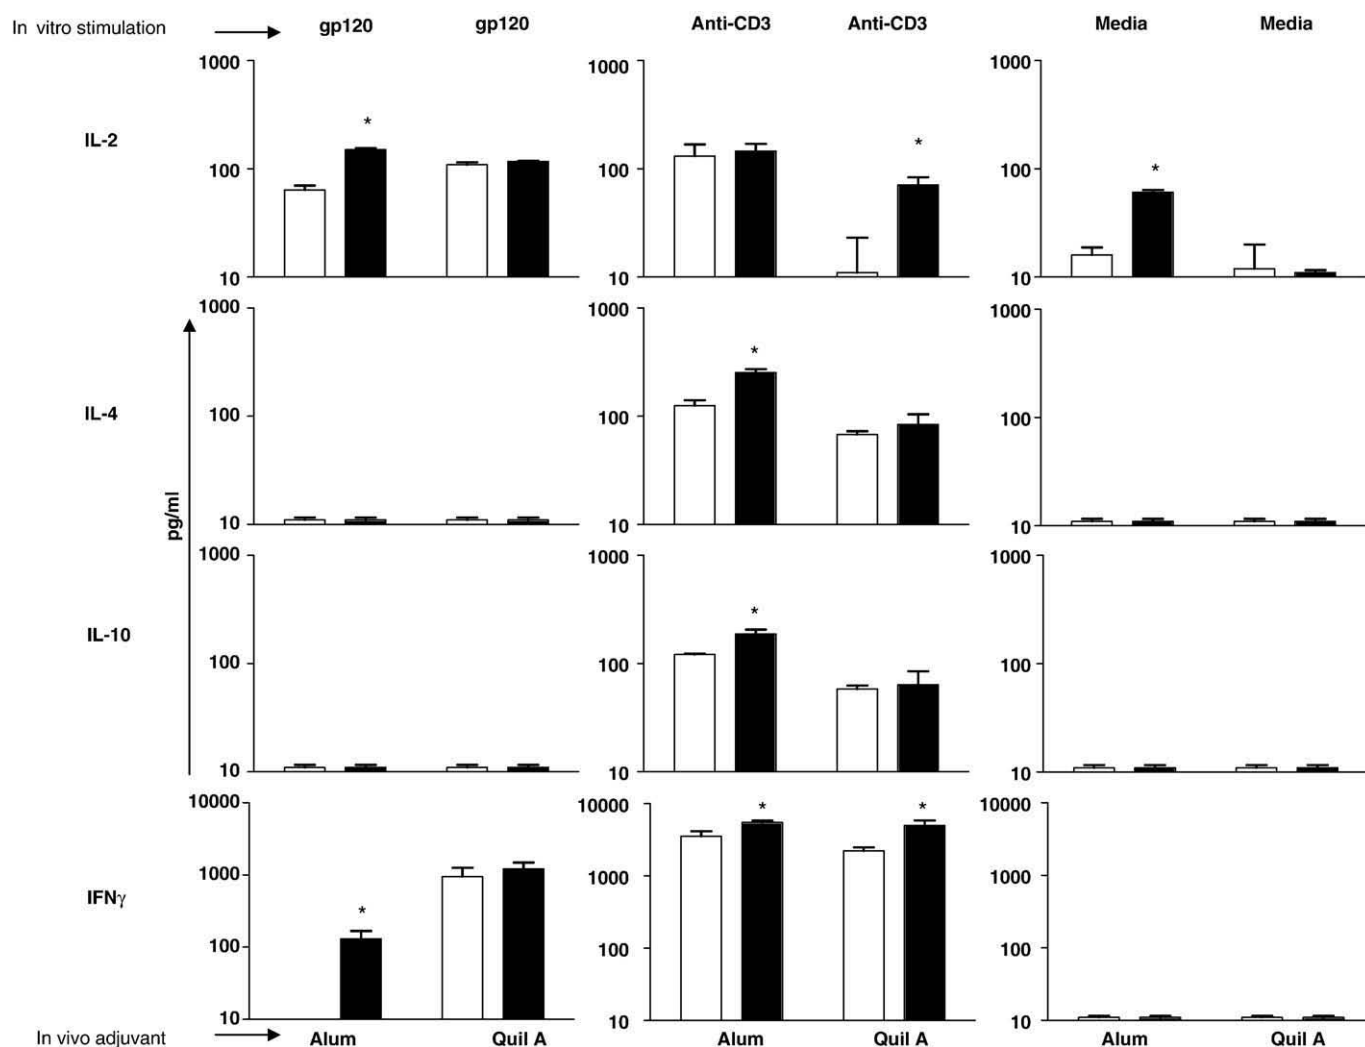 In vitro stimulation gp120 gp120 Anti-CD3 Anti-CD3 Media Media
1000 1000 1000
* * *
IL-2
100 100 100
10 10 10
1000 1000 1000
*
IL-4
100 100 100
pg/ml
10 10 10
1000 1000 1000
*
IL-10
100 100 100
10 10 10
10000 10000 10000
* *
1000 1000 1000
IFNγ
*
100 100 100
10 10 10
In vivo adjuvant Alum Quil A Alum Quil A Alum Quil A